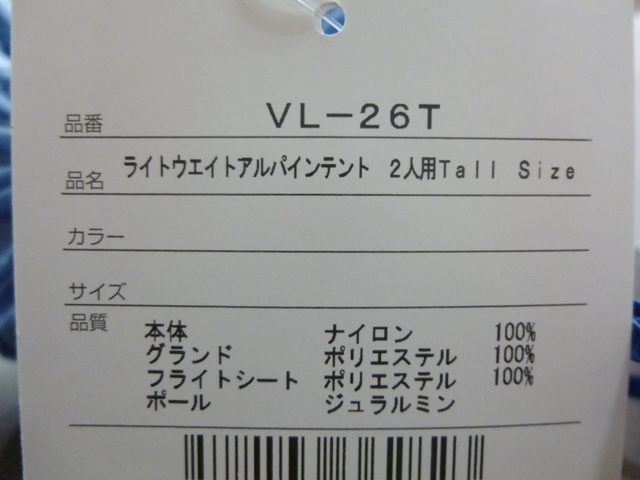 品番 VL-26T
品名 ライトウエイトアルパインテント 2人用Tall Size
カラー
サイズ
品質
本体 ナイロン 100%
グランド ポリエステル 100%
フライトシート ポリエステル 100%
ポール ジュラルミン